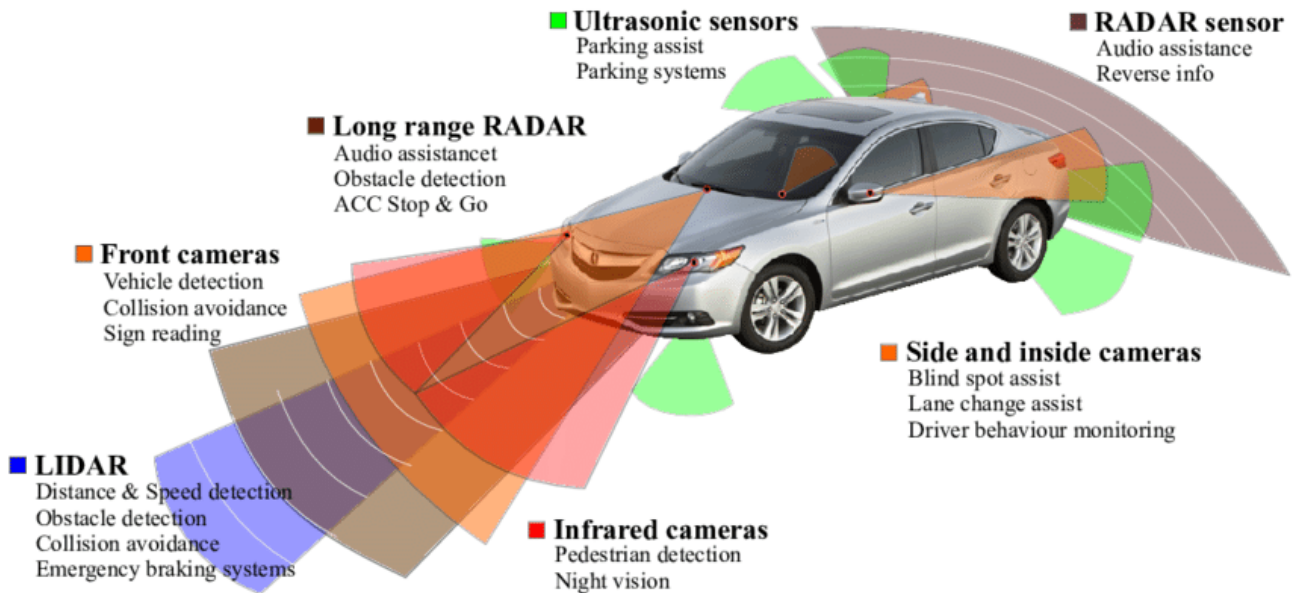 Ultrasonic sensors
Parking assist
Parking systems
RADAR sensor
Audio assistance
Reverse info
Long range RADAR
Audio assistancet
Obstacle detection
ACC Stop & Go
Front cameras
Vehicle detection
Collision avoidance
Sign reading
Side and inside cameras
Blind spot assist
Lane change assist
Driver behaviour monitoring
LIDAR
Distance & Speed detection
Obstacle detection
Collision avoidance
Emergency braking systems
Infrared cameras
Pedestrian detection
Night vision